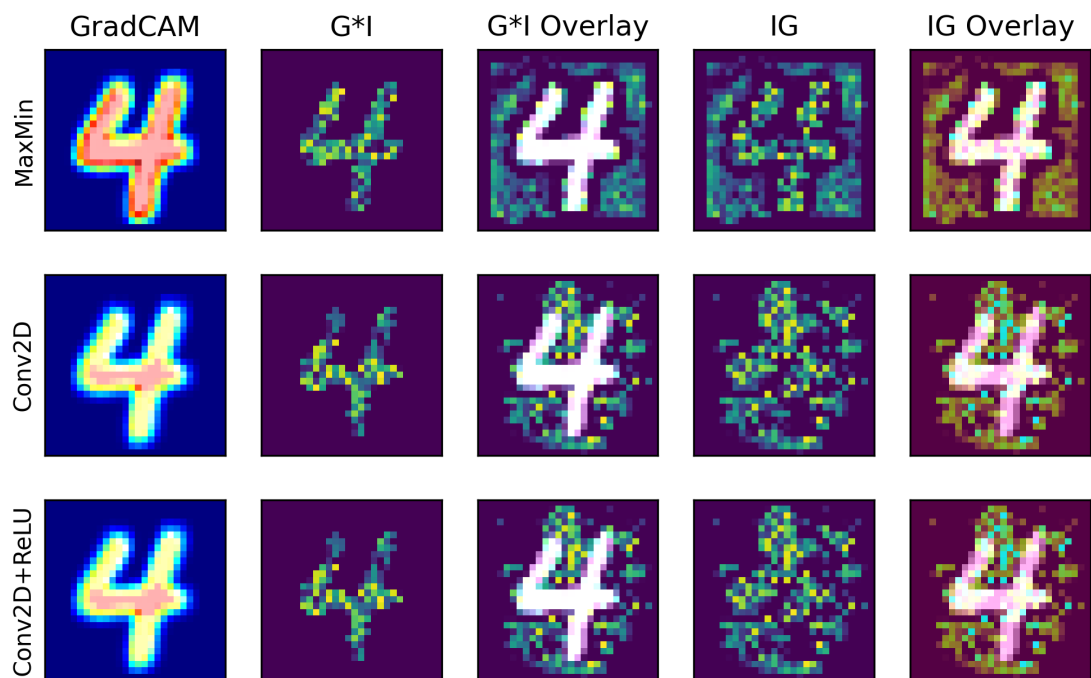 GradCAM G*I G*I Overlay IG IG Overlay
MaxMin
Conv2D
Conv2D+ReLU